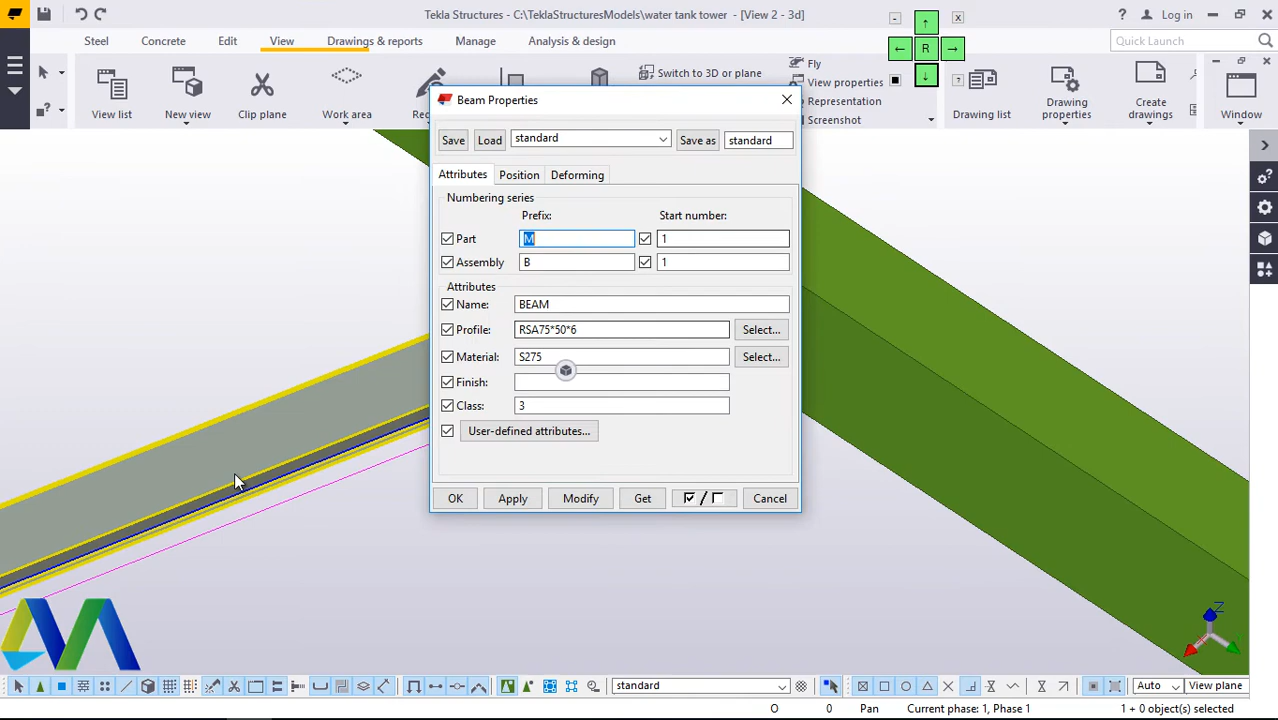 Tekla Structures - C:\TeklaStructuresModels\water tank tower - [View 2 - 3d]
Log in
Steel Concrete Edit View Drawings & reports Manage Analysis & design
Quick Launch
View list
New view
Clip plane
Work area
Switch to 3D or plane
Fly
View properties
Representation
Screenshot
Drawing list
Drawing properties
Create drawings
Window
R
Beam Properties
Save Load standard Save as standard
Attributes Position Deforming
Numbering series
Prefix: Start number:
Part M 1
Assembly B 1
Attributes
Name: BEAM
Profile: RSA75*50*6 Select...
Material: S275 Select...
Finish:
Class: 3
User-defined attributes...
OK Apply Modify Get / Cancel
Z
standard
Auto View plane
O 0 Pan Current phase: 1, Phase 1 1 + 0 object(s) selected